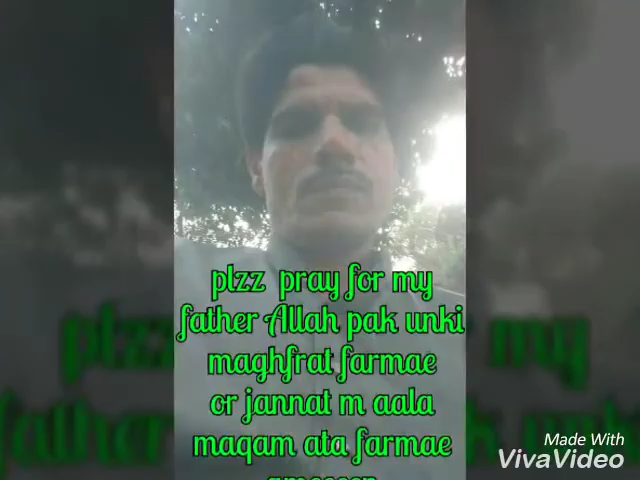 plzz pray for my
father Allah pak unki
maghfrat farmae
or jannat m aala
maqam ata farmae
Made With
VivaVideo